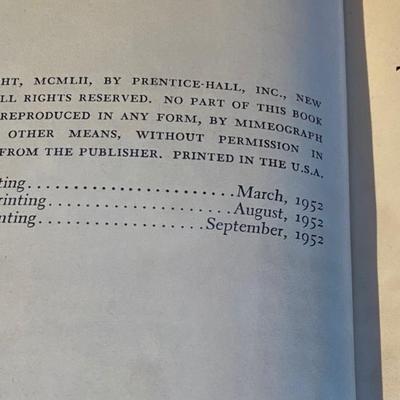 HT, MCMLII, BY PRENTICE-HALL, INC., NEW
LL RIGHTS RESERVED. NO PART OF THIS BOOK
REPRODUCED IN ANY FORM, BY MIMEOGRAPH
OTHER MEANS, WITHOUT PERMISSION IN
FROM THE PUBLISHER. PRINTED IN THE U.S.A.
ting........................March, 1952
rinting.....................August, 1952
inting..................September, 1952